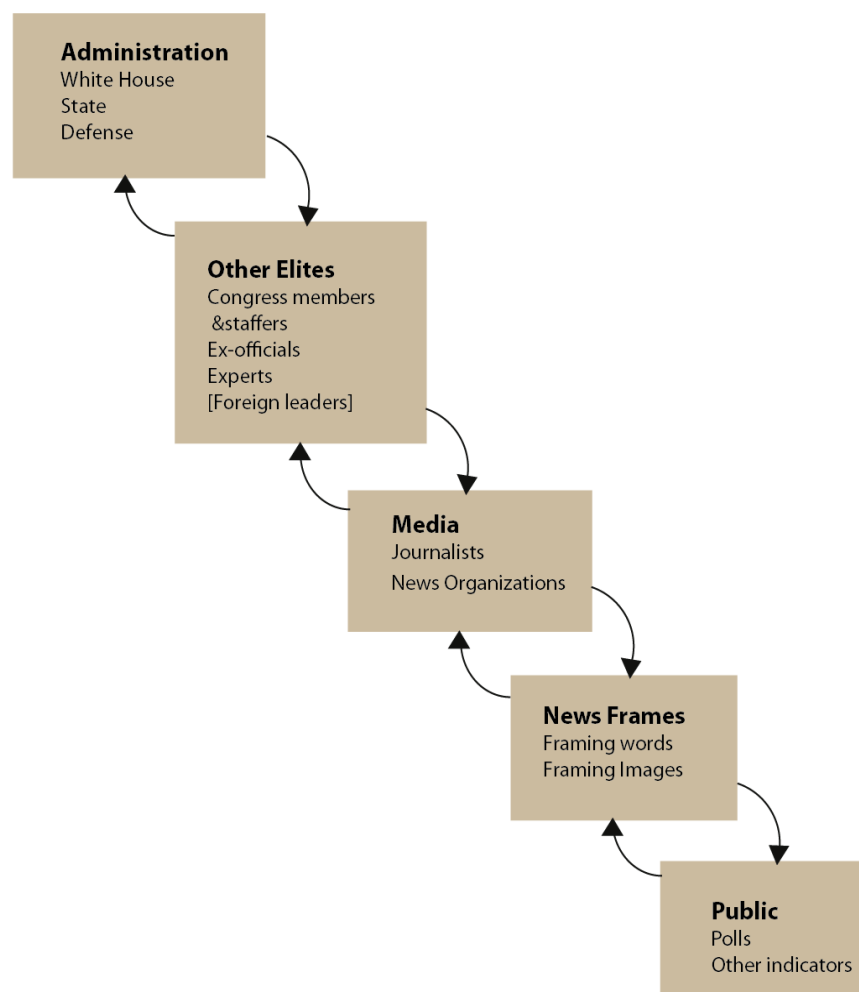 Administration
White House
State
Defense
Other Elites
Congress members
&staffers
Ex-officials
Experts
[Foreign leaders]
Media
Journalists
News Organizations
News Frames
Framing words
Framing Images
Public
Polls
Other indicators